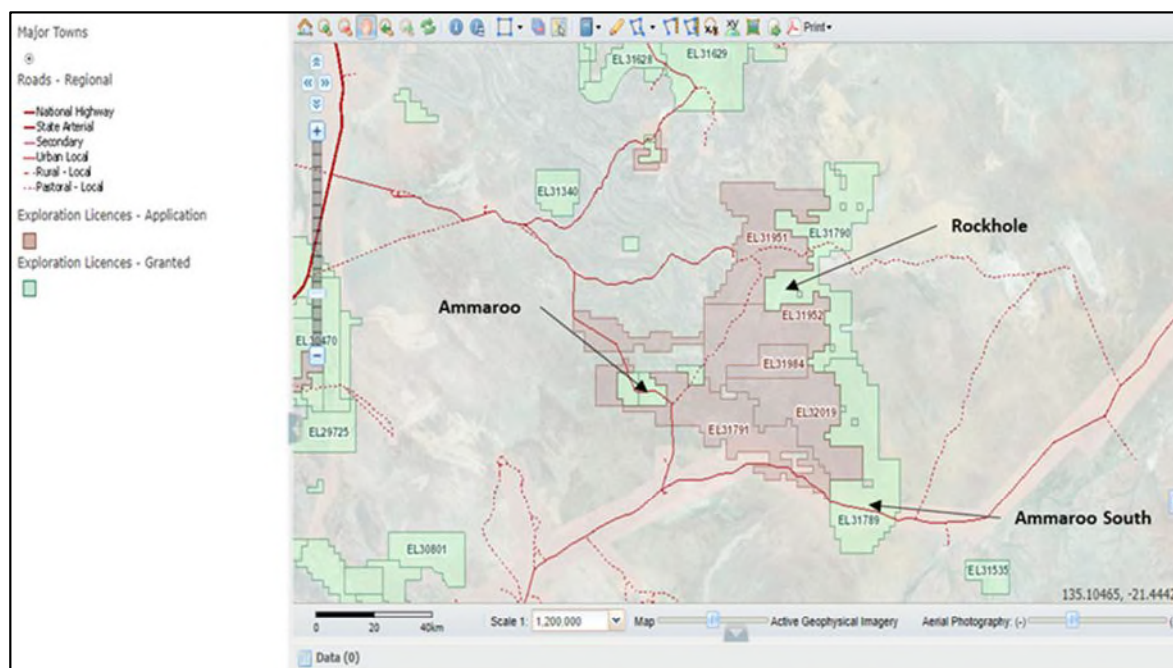 Major Towns
Roads - Regional
National Highway
State Arterial
Secondary
Urban Local
Rural - Local
Pastoral - Local
Exploration Licences - Application
Exploration Licences - Granted
Print
EL31628
EL31629
EL31340
EL31951
EL31790
Rockhole
Ammaroo
EL31952
EL30470
EL31984
EL29725
EL31791
EL32019
EL31789
Ammaroo South
EL30801
EL31535
135.10465, -21.4442
0 20 40km
Scale 1: 1,200,000 Map Active Geophysical Imagery Aerial Photography: (-)
Data (0)